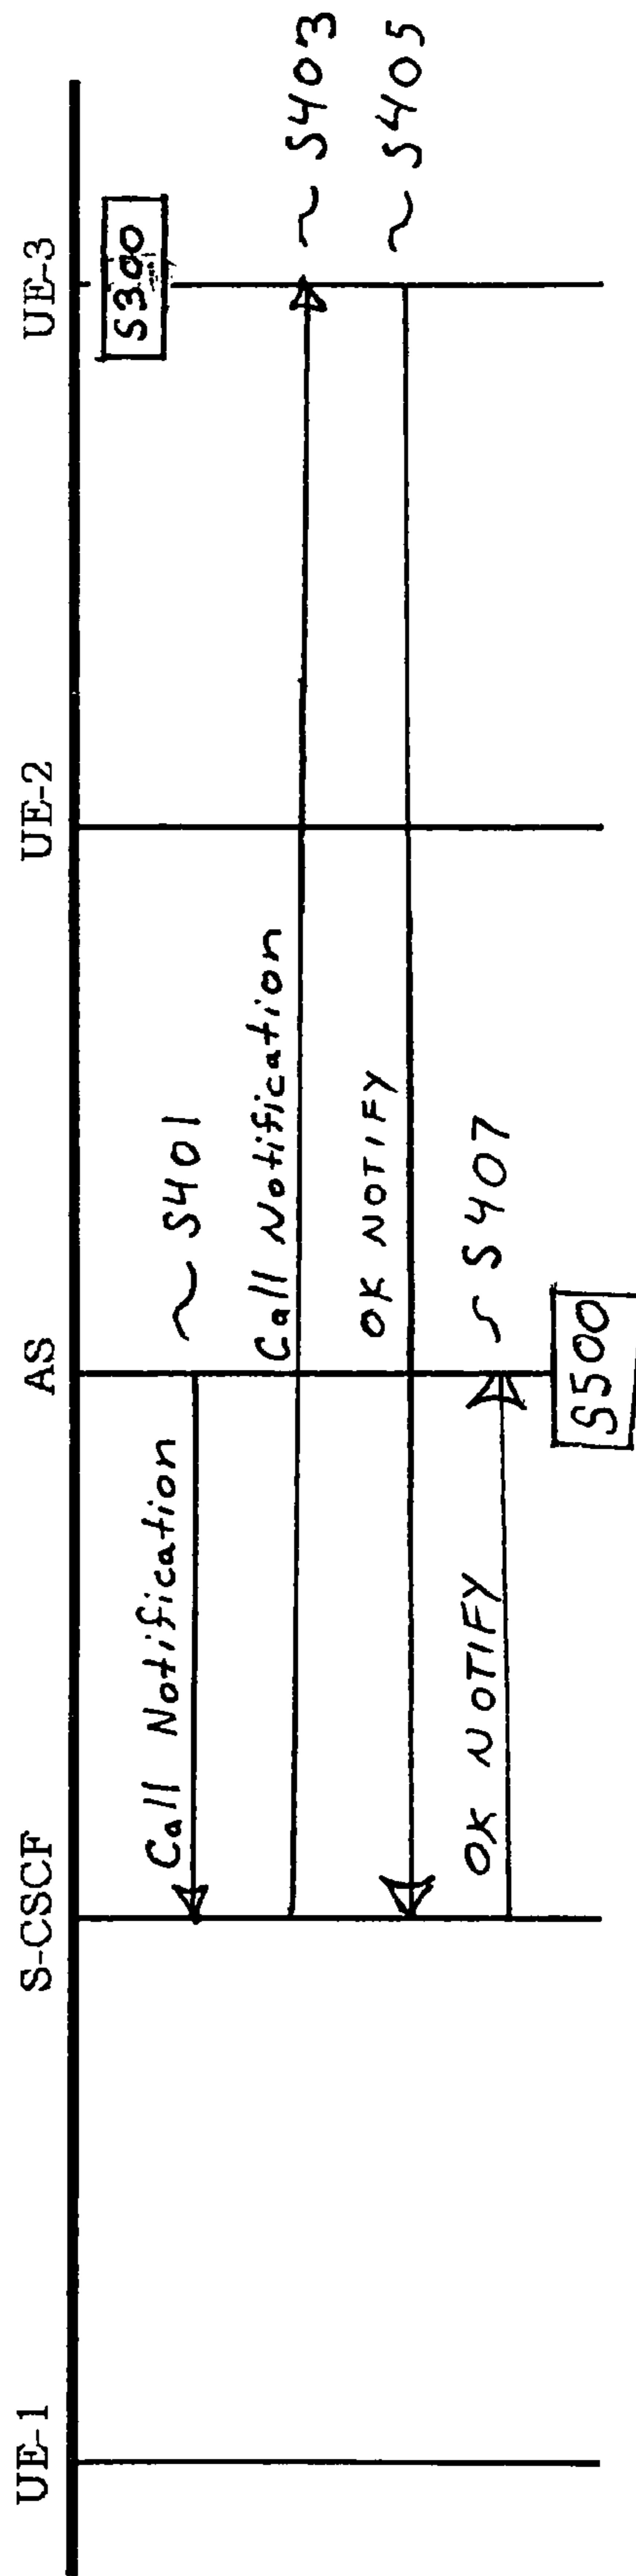 UE-1
S-CSCF
AS
UE-2
UE-3
S300
Call Notification
~ S401
Call Notification
~ S403
OK NOTIFY
~ S405
OK NOTIFY
~ S407
S500